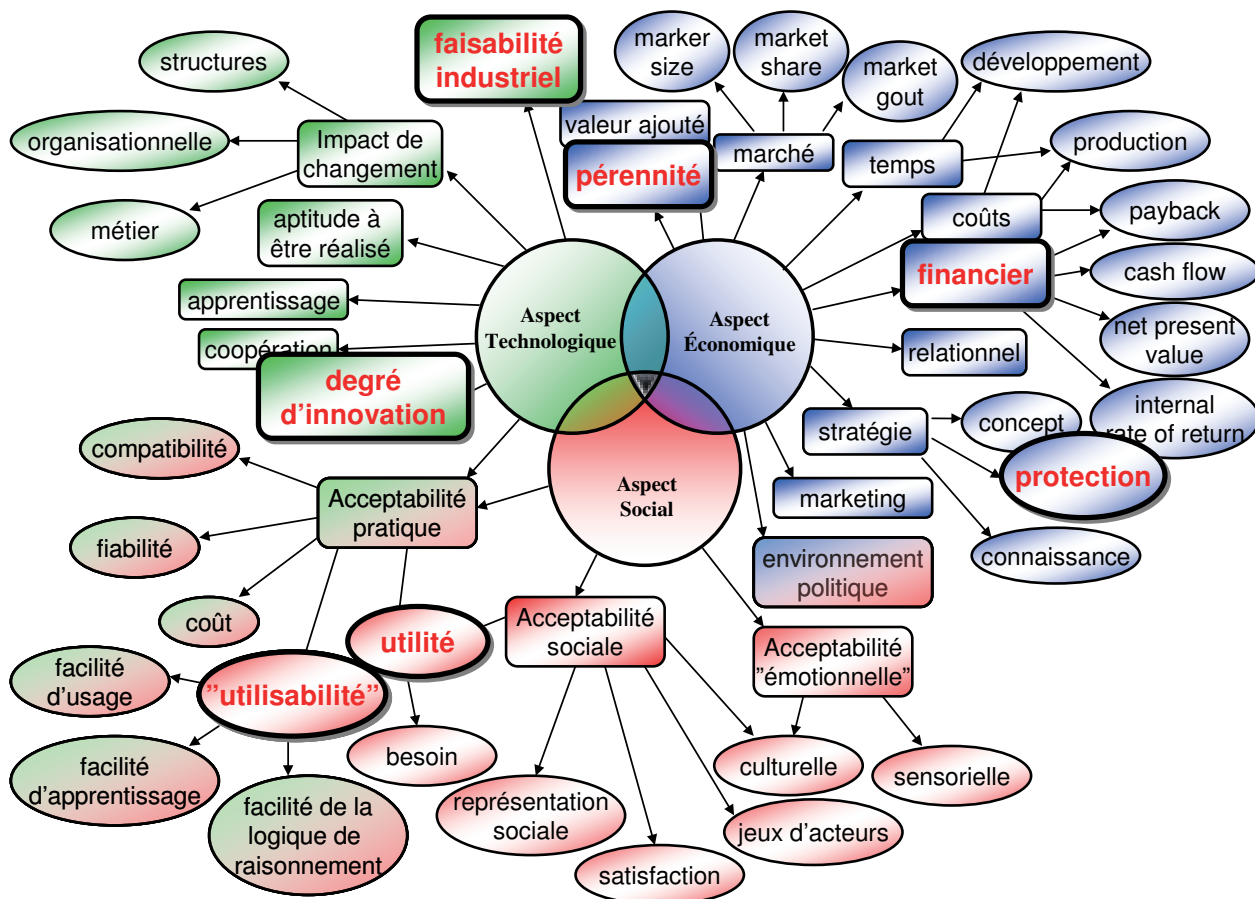 structures
organisationnelle
métier
Impact de
changement
faisabilité
industriel
aptitude à
être réalisé
apprentissage
coopération
degré
d’innovation
Aspect
Technologique
marker
size
market
share
market
gout
valeur ajouté
marché
pérennité
temps
développement
production
coûts
payback
financier
cash flow
net present
value
internal
rate of return
Aspect
Économique
relationnel
stratégie
concept
protection
connaissance
marketing
environnement
politique
Aspect
Social
compatibilité
Acceptabilité
pratique
fiabilité
coût
utilité
facilité
d’usage
”utilisabilité”
facilité
d’apprentissage
facilité de la
logique de
raisonnement
besoin
Acceptabilité
sociale
Acceptabilité
”émotionnelle”
représentation
sociale
satisfaction
jeux d’acteurs
culturelle
sensorielle